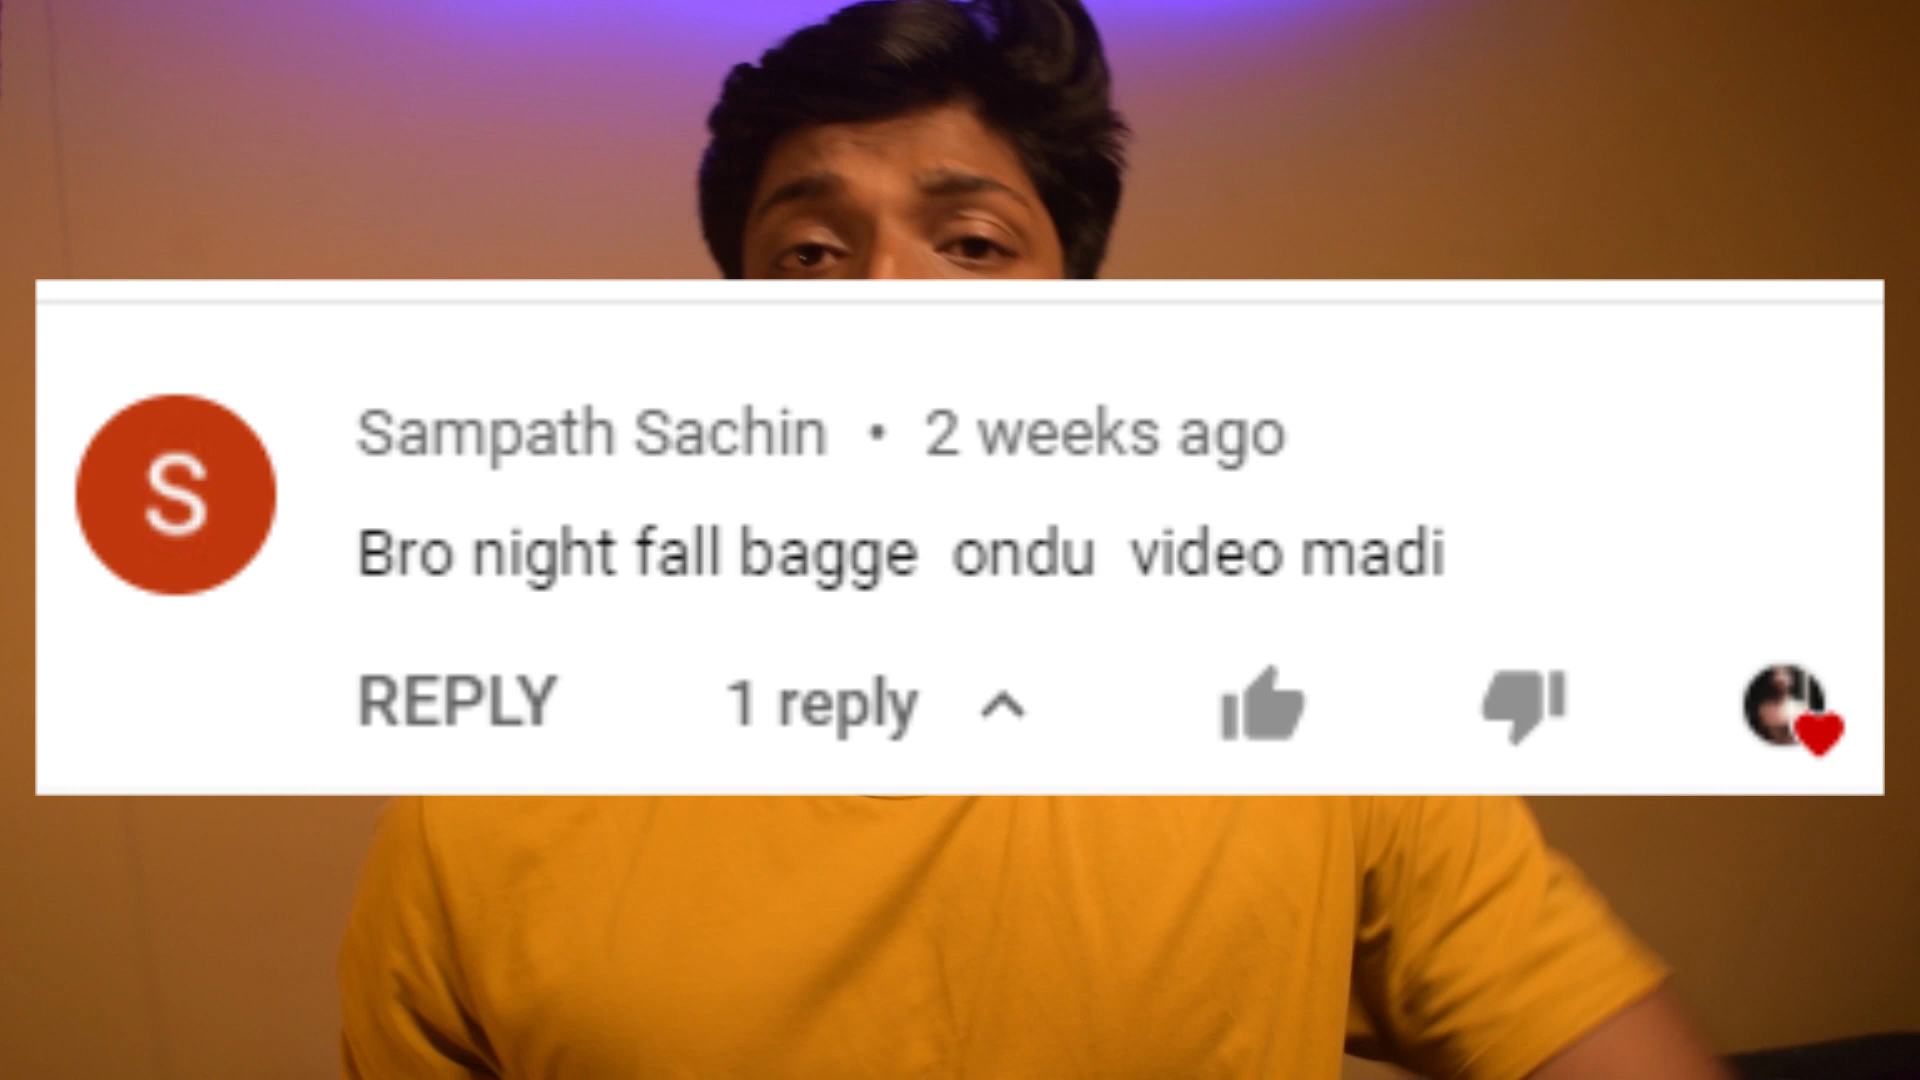 S
Sampath Sachin • 2 weeks ago
Bro night fall bagge ondu video madi
REPLY 1 reply